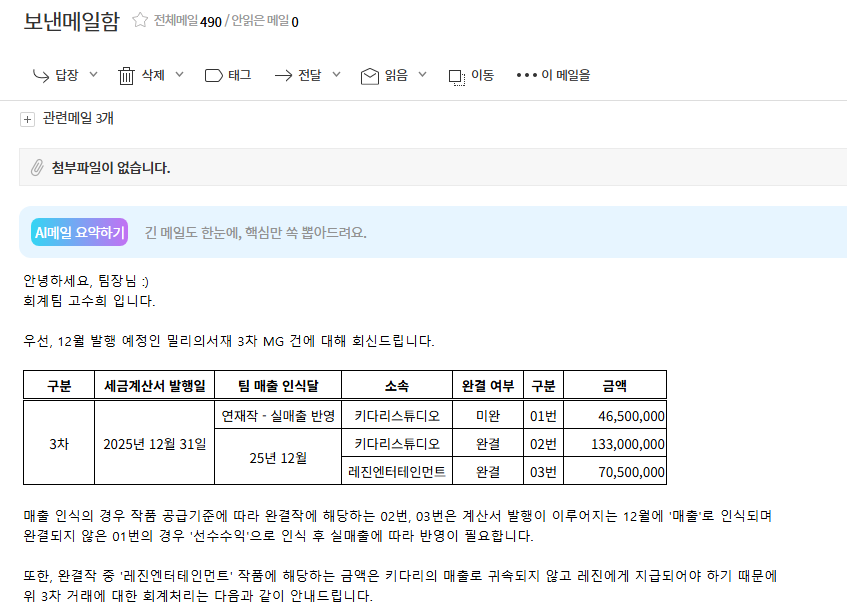 보낸메일함 전체메일 490 / 안읽은 메일 0
답장 삭제 태그 전달 읽음 이동 이 메일을
관련메일 3개
첨부파일이 없습니다.
AI메일 요약하기 긴 메일도 한눈에, 핵심만 쏙 뽑아드려요.
안녕하세요, 팀장님 :)
회계팀 고수희 입니다.
우선, 12월 발행 예정인 밀리의서재 3차 MG 건에 대해 회신드립니다.
구분 세금계산서 발행일 팀 매출 인식달 소속 완결 여부 구분 금액
연재작 - 실매출 반영 키다리스튜디오 미완 01번 46,500,000
3차 2025년 12월 31일 25년 12월 키다리스튜디오 완결 02번 133,000,000
레진엔터테인먼트 완결 03번 70,500,000
매출 인식의 경우 작품 공급기준에 따라 완결작에 해당하는 02번, 03번은 계산서 발행이 이루어지는 12월에 '매출'로 인식되며
완결되지 않은 01번의 경우 '선수수익'으로 인식 후 실매출에 따라 반영이 필요합니다.
또한, 완결작 중 '레진엔터테인먼트' 작품에 해당하는 금액은 키다리의 매출로 귀속되지 않고 레진에게 지급되어야 하기 때문에
위 3차 거래에 대한 회계처리는 다음과 같이 안내드립니다.